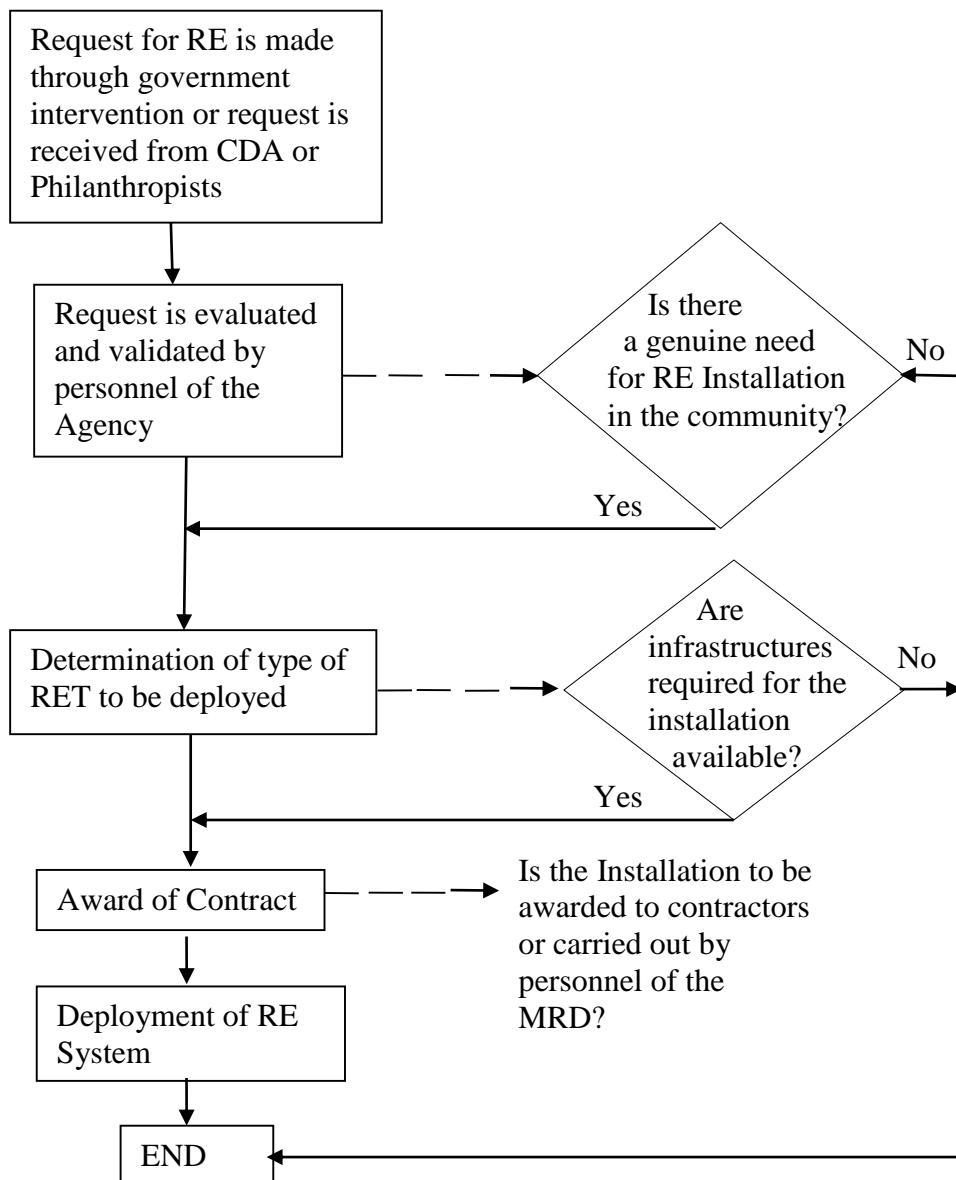 Request for RE is made
through government
intervention or request is
received from CDA or
Philanthropists
Request is evaluated
and validated by
personnel of the
Agency
Is there
a genuine need
for RE Installation
in the community?
No
Yes
Determination of type of
RET to be deployed
Are
infrastructures
required for the
installation
available?
No
Yes
Award of Contract
Is the Installation to be
awarded to contractors
or carried out by
personnel of the
MRD?
Deployment of RE
System
END